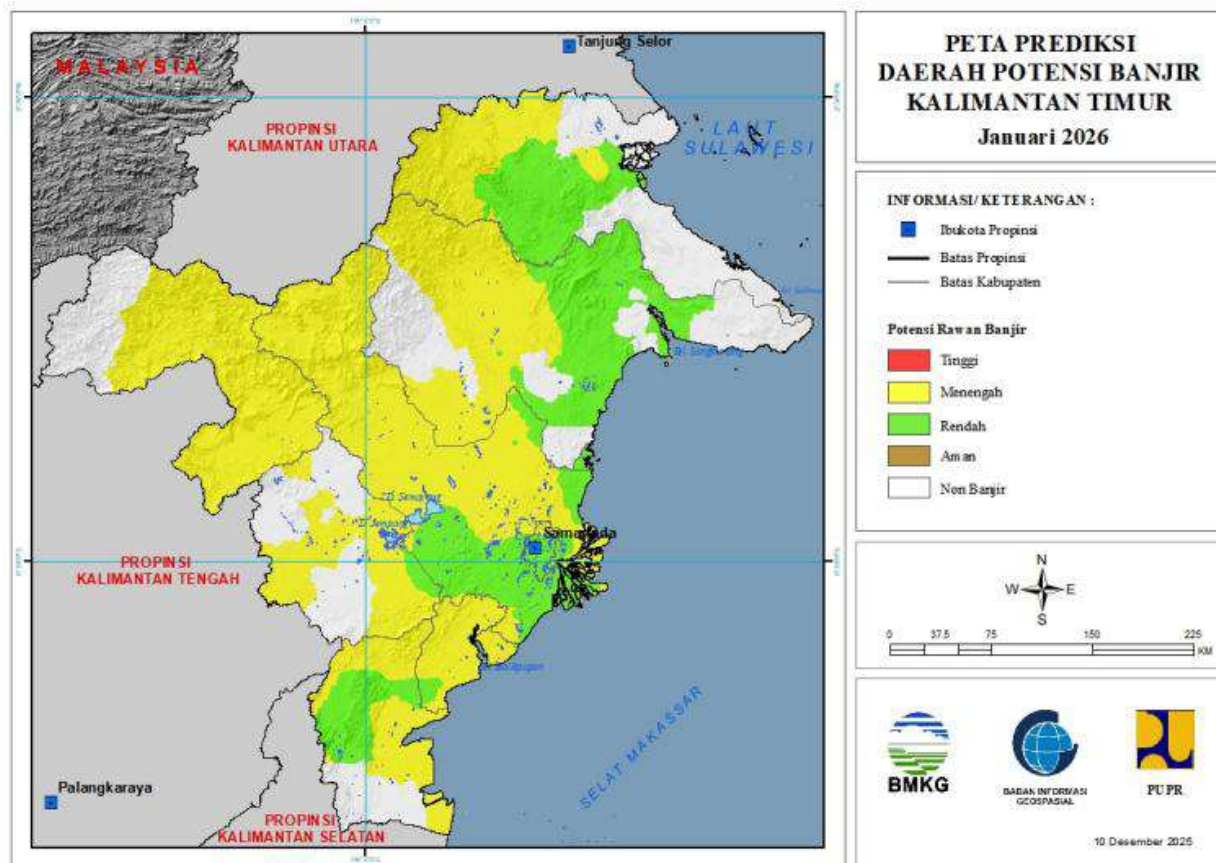 PETA PREDIKSI
DAERAH POTENSI BANJIR
KALIMANTAN TIMUR
Januari 2026
INFORMASI/ KETERANGAN :
Ibukota Propinsi
Batas Propinsi
Batas Kabupaten
Potensi Rawan Banjir
Tinggi
Menengah
Rendah
Aman
Non Banjir
N
W
E
S
0 37.5 75 150 225
KM
BMKG
BADAN INFORMASI
GEOSPASIAL
PUPR
10 Desember 2025
Tanjung Selor
MALAYSIA
PROPINSI
KALIMANTAN UTARA
LAUT
SULAWESI
D. Semayang
D. Jempang
Samarinda
PROPINSI
KALIMANTAN TENGAH
SELAT MAKASSAR
Palangkaraya
PROPINSI
KALIMANTAN SELATAN